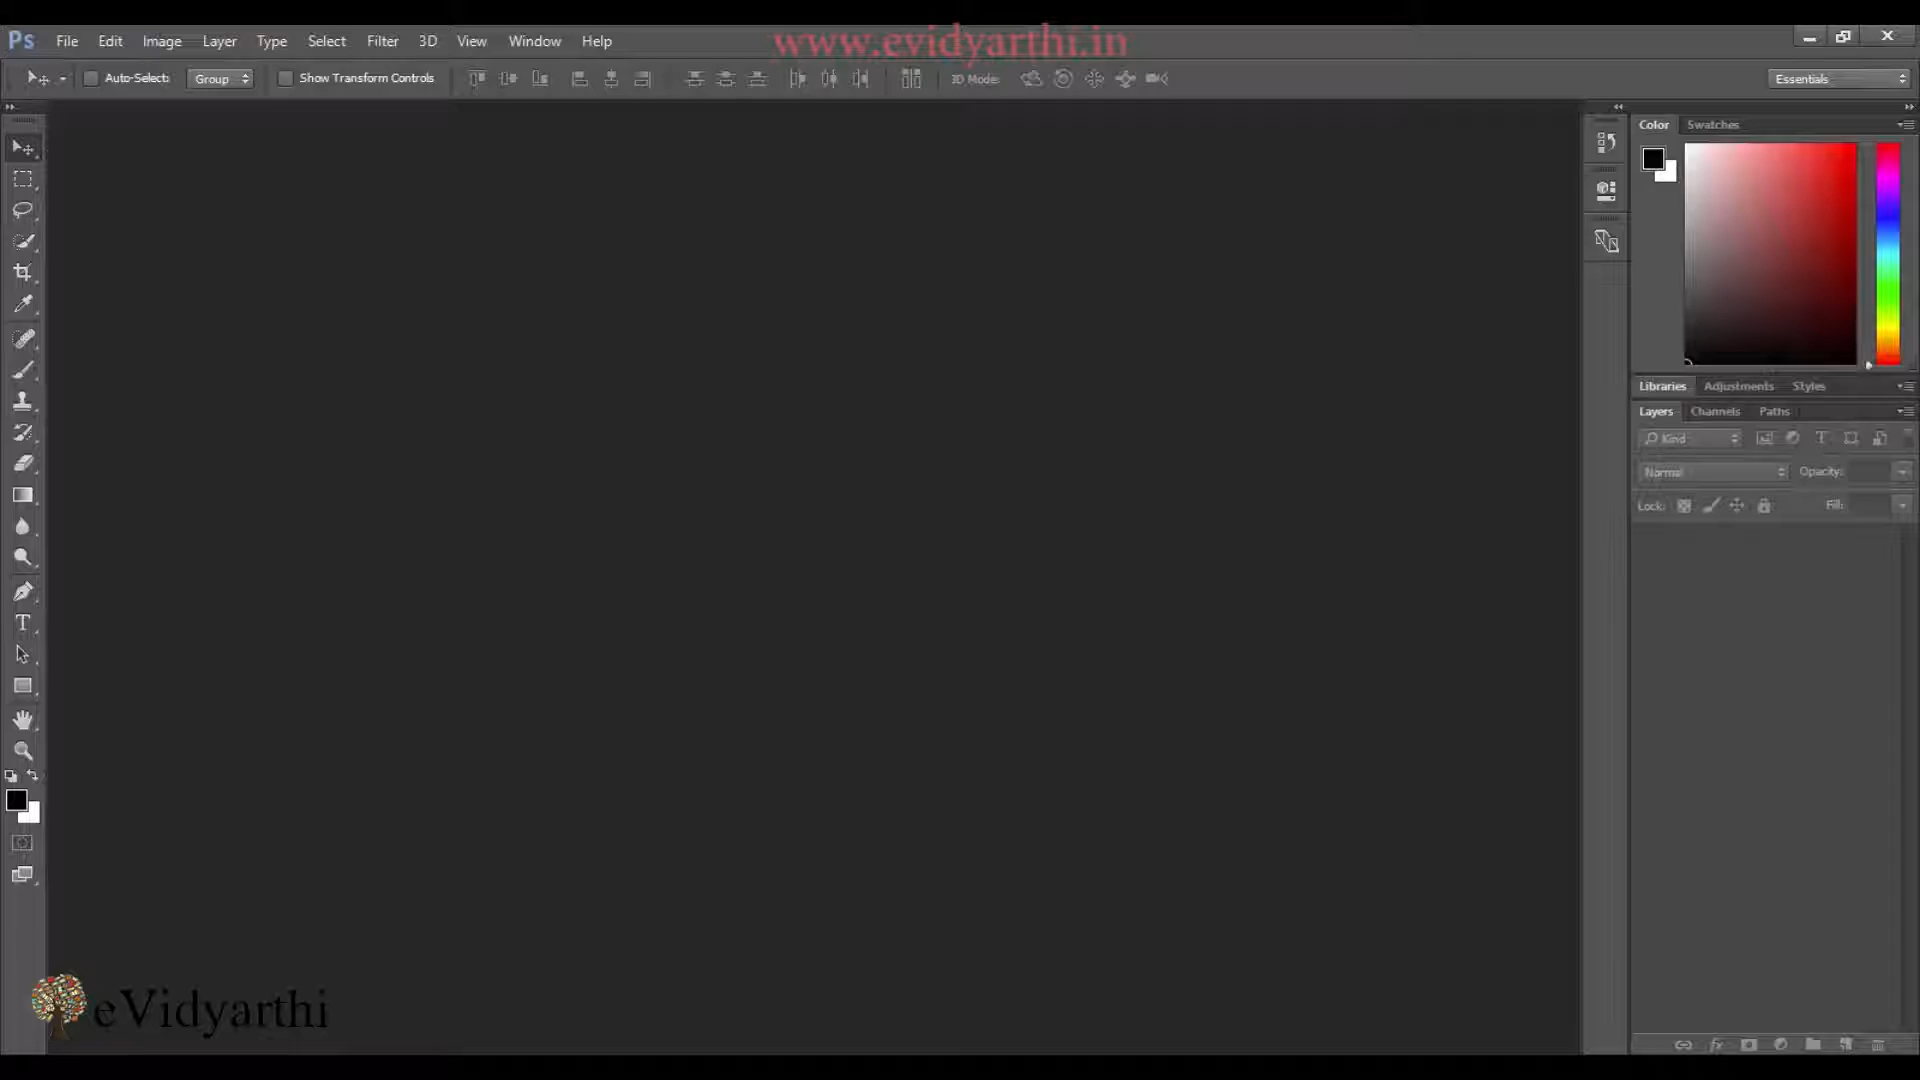 www.evidyarthi.in
Ps File Edit Image Layer Type Select Filter 3D View Window Help
Auto-Select: Group Show Transform Controls 3D Mode: Essentials
Color Swatches
Libraries Adjustments Styles
Layers Channels Paths
Kind
Normal Opacity:
Lock: Fill:
eVidyarthi